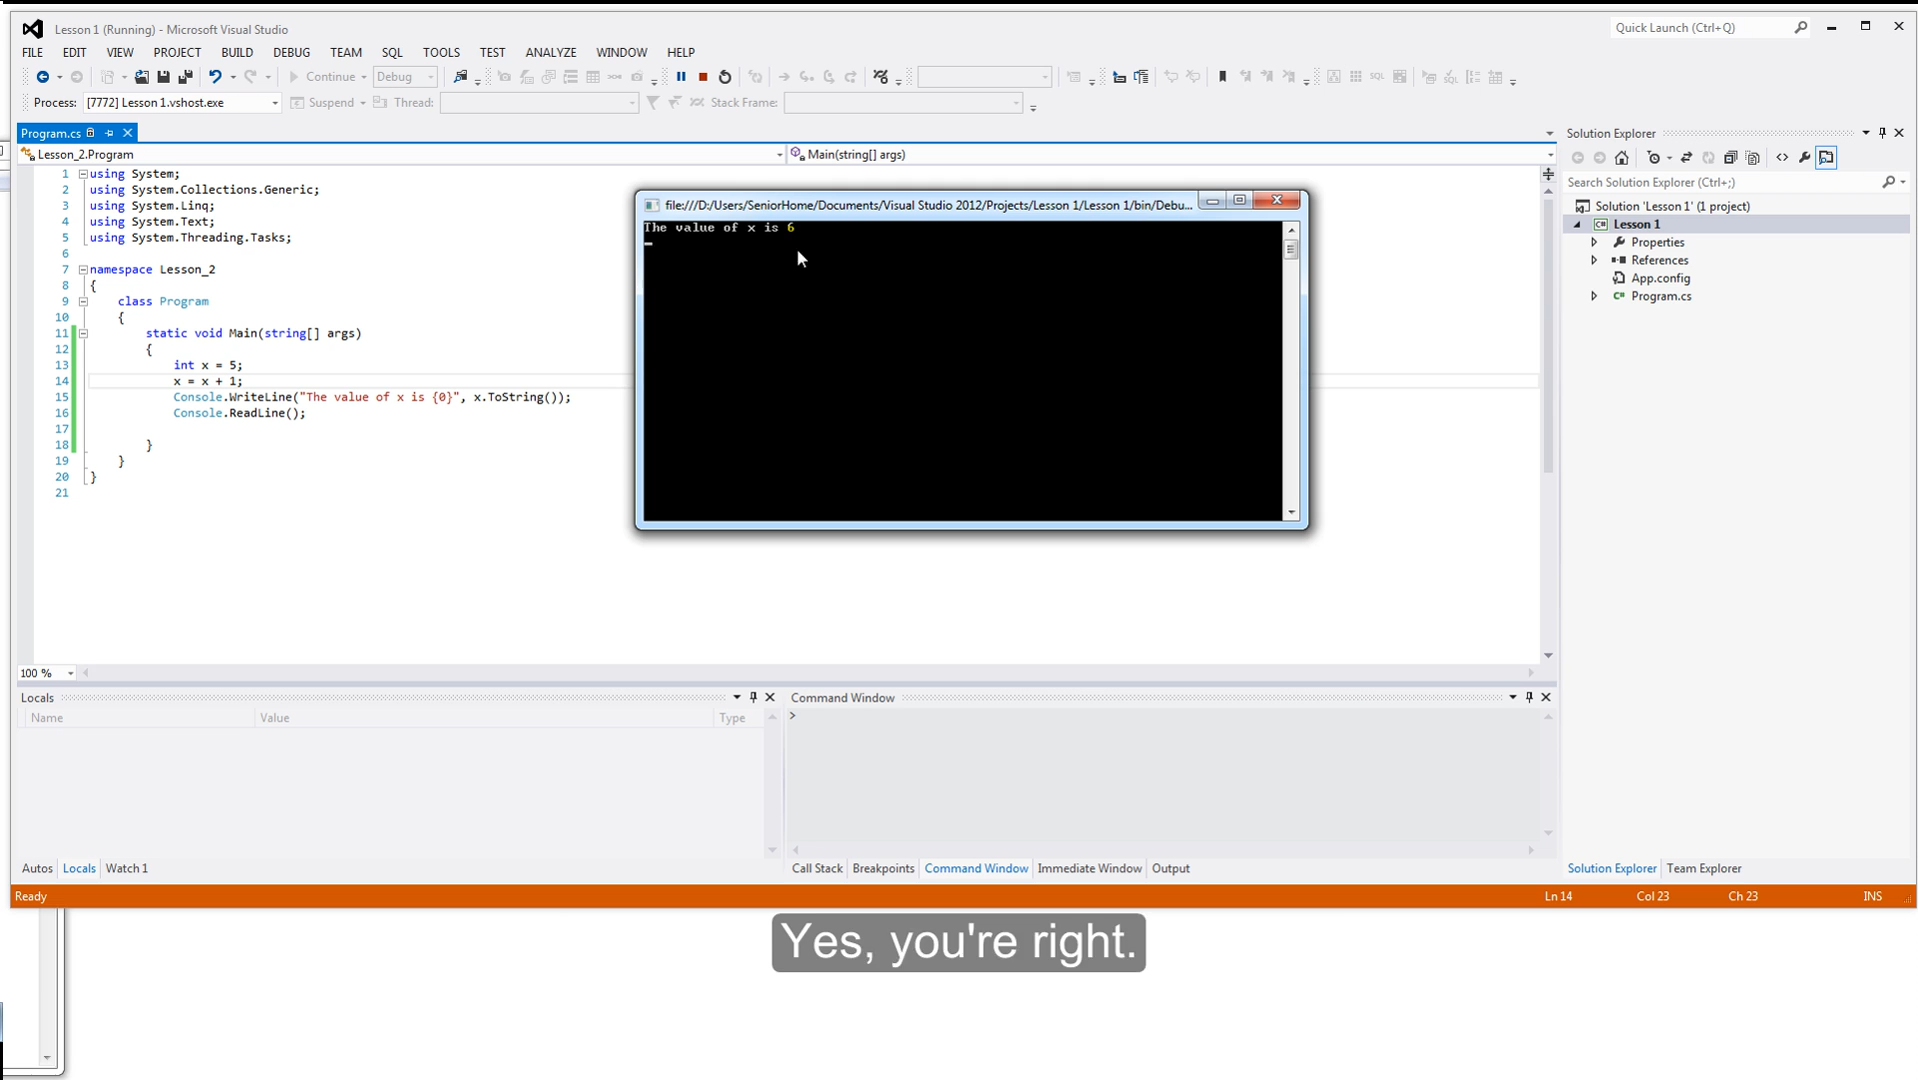 Lesson 1 (Running) - Microsoft Visual Studio
Quick Launch (Ctrl+Q)
FILE EDIT VIEW PROJECT BUILD DEBUG TEAM SQL TOOLS TEST ANALYZE WINDOW HELP
Continue Debug
Process: [7772] Lesson 1.vshost.exe Suspend Thread: Stack Frame:
Program.cs
Lesson_2.Program
Main(string[] args)
1 using System;
2 using System.Collections.Generic;
3 using System.Linq;
4 using System.Text;
5 using System.Threading.Tasks;
6
7 namespace Lesson_2
8 {
9 class Program
10 {
11 static void Main(string[] args)
12 {
13 int x = 5;
14 x = x + 1;
15 Console.WriteLine("The value of x is {0}", x.ToString());
16 Console.ReadLine();
17
18 }
19 }
20 }
21
file:///D:/Users/SeniorHome/Documents/Visual Studio 2012/Projects/Lesson 1/Lesson 1/bin/Debu...
The value of x is 6
Solution Explorer
Search Solution Explorer (Ctrl+;)
Solution 'Lesson 1' (1 project)
Lesson 1
Properties
References
App.config
Program.cs
100 %
Locals
Name Value Type
Command Window
>
Autos Locals Watch 1
Call Stack Breakpoints Command Window Immediate Window Output
Solution Explorer Team Explorer
Ready
Ln 14 Col 23 Ch 23 INS
Yes, you're right.